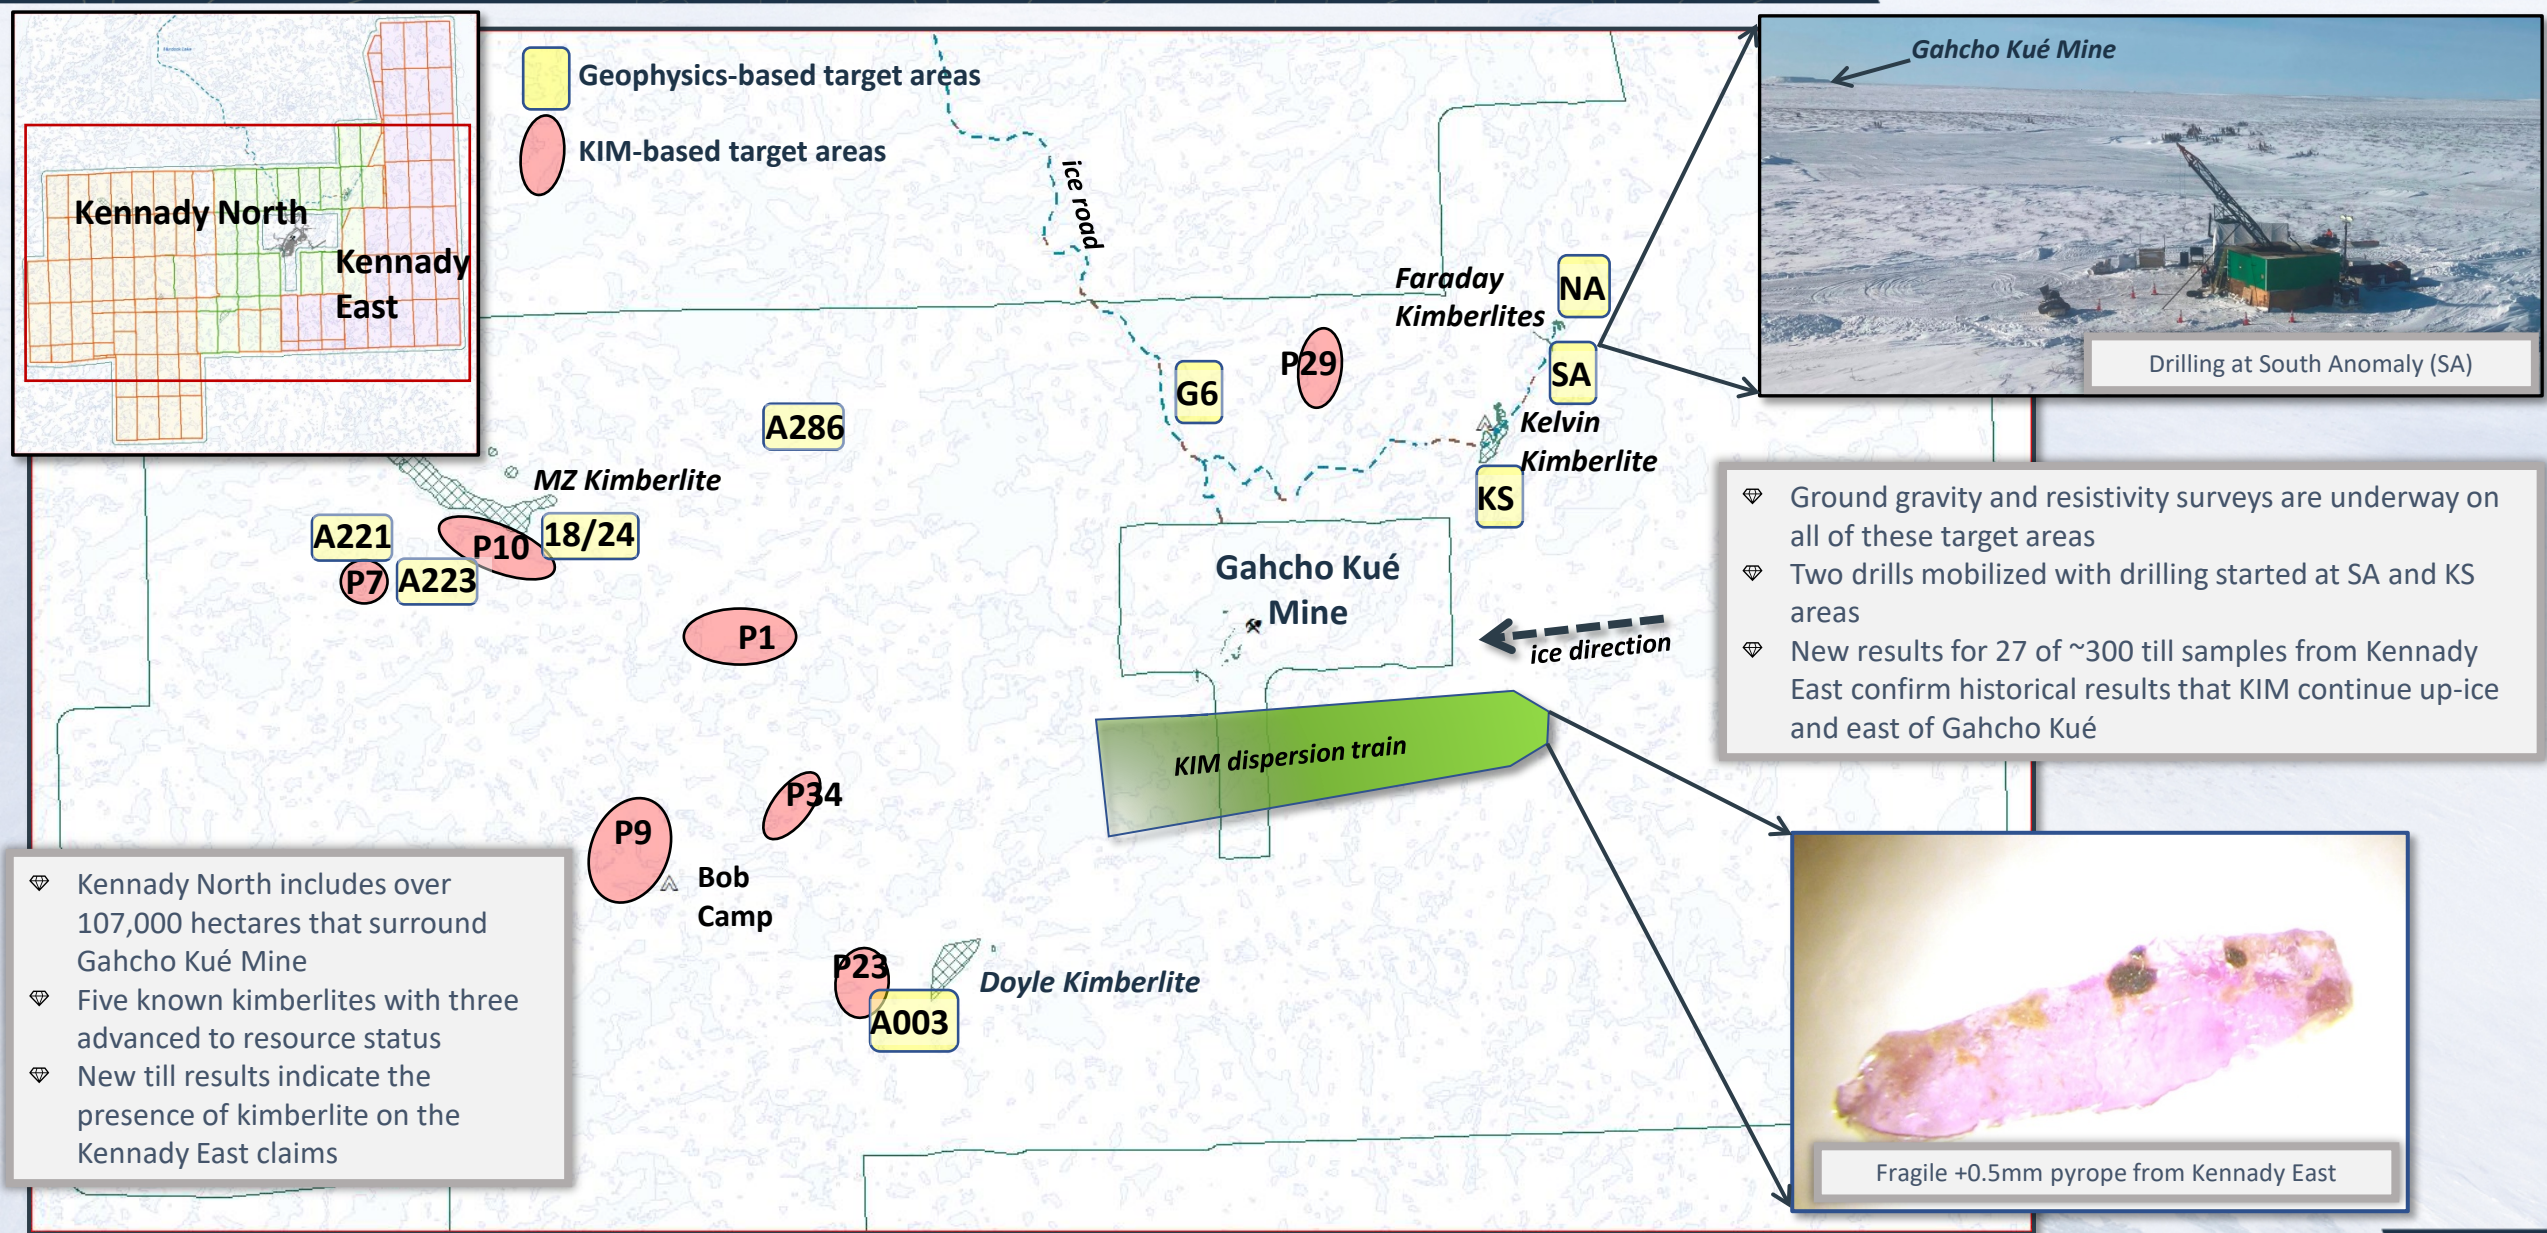 Kennady North
Kennady
East
Geophysics-based target areas
KIM-based target areas
ice road
Gahcho Kué Mine
Drilling at South Anomaly (SA)
Faraday
Kimberlites
NA
P29
SA
G6
A286
Kelvin
Kimberlite
KS
MZ Kimberlite
A221
P10
18/24
P7
A223
P1
Gahcho Kué
Mine
ice direction
KIM dispersion train
P34
P9
Bob
Camp
P23
Doyle Kimberlite
A003
Ground gravity and resistivity surveys are underway on
all of these target areas
Two drills mobilized with drilling started at SA and KS
areas
New results for 27 of ~300 till samples from Kennady
East confirm historical results that KIM continue up-ice
and east of Gahcho Kué
Kennady North includes over
107,000 hectares that surround
Gahcho Kué Mine
Five known kimberlites with three
advanced to resource status
New till results indicate the
presence of kimberlite on the
Kennady East claims
Fragile +0.5mm pyrope from Kennady East